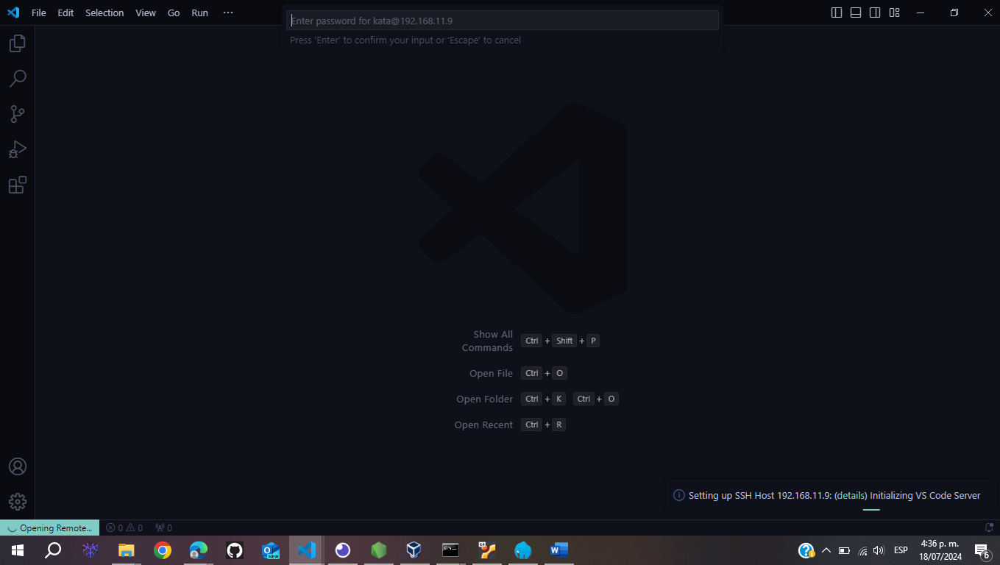 File Edit Selection View Go Run ···
Enter password for kata@192.168.11.9
Press 'Enter' to confirm your input or 'Escape' to cancel
Show All
Commands
Ctrl + Shift + P
Open File Ctrl + O
Open Folder Ctrl + K Ctrl + O
Open Recent Ctrl + R
Setting up SSH Host 192.168.11.9: (details) Initializing VS Code Server
Opening Remote... 0 0 0
NEW
64
W
ESP
4:36 p. m.
18/07/2024
6